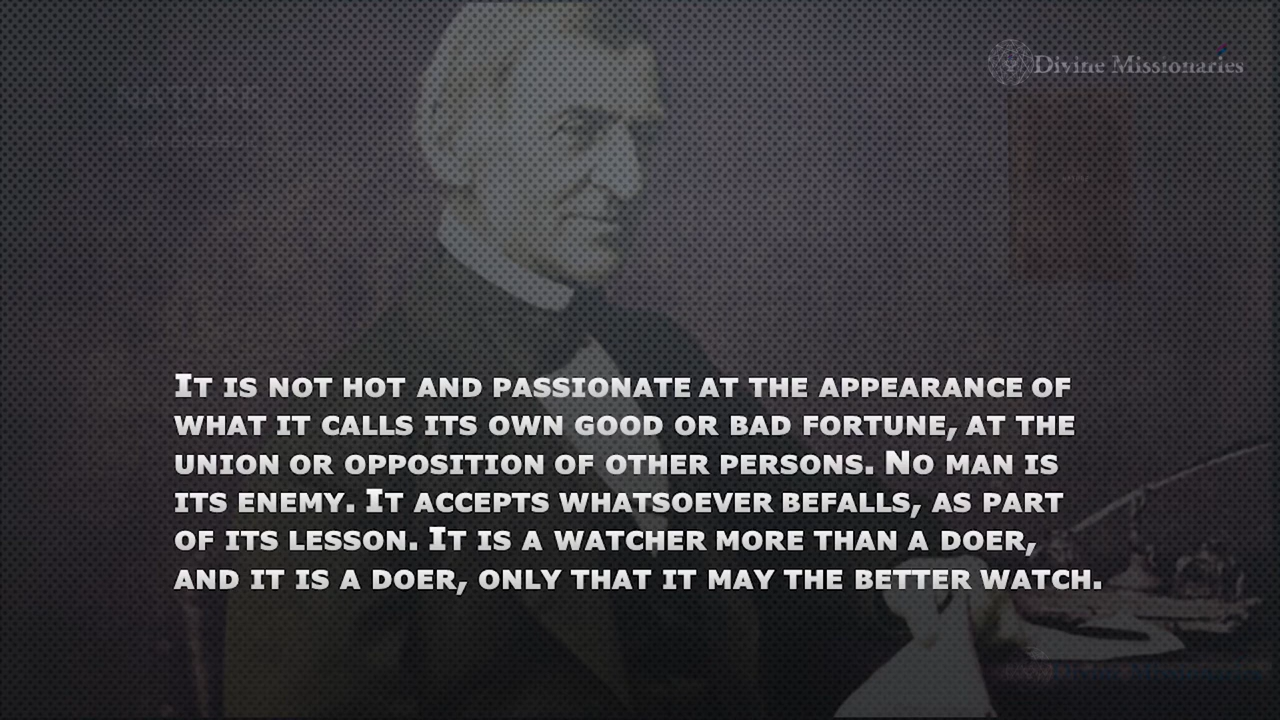 Divine Missionaries
NATURE
It is not hot and passionate at the appearance of
what it calls its own good or bad fortune, at the
union or opposition of other persons. No man is
its enemy. It accepts whatsoever befalls, as part
of its lesson. It is a watcher more than a doer,
and it is a doer, only that it may the better watch.